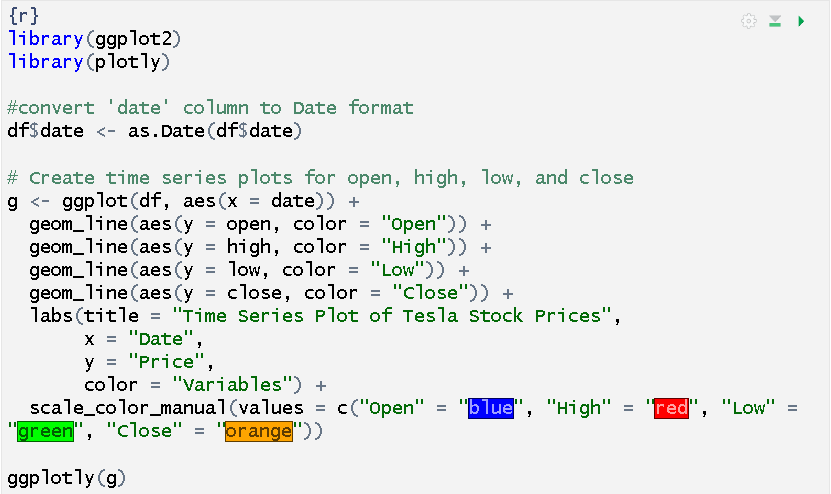 {r}
library(ggplot2)
library(plotly)
#convert 'date' column to Date format
df$date <- as.Date(df$date)
# Create time series plots for open, high, low, and close
g <- ggplot(df, aes(x = date)) +
  geom_line(aes(y = open, color = "Open")) +
  geom_line(aes(y = high, color = "High")) +
  geom_line(aes(y = low, color = "Low")) +
  geom_line(aes(y = close, color = "Close")) +
  labs(title = "Time Series Plot of Tesla Stock Prices",
       x = "Date",
       y = "Price",
       color = "Variables") +
  scale_color_manual(values = c("Open" = "blue", "High" = "red", "Low" =
"green", "Close" = "orange"))
ggplotly(g)